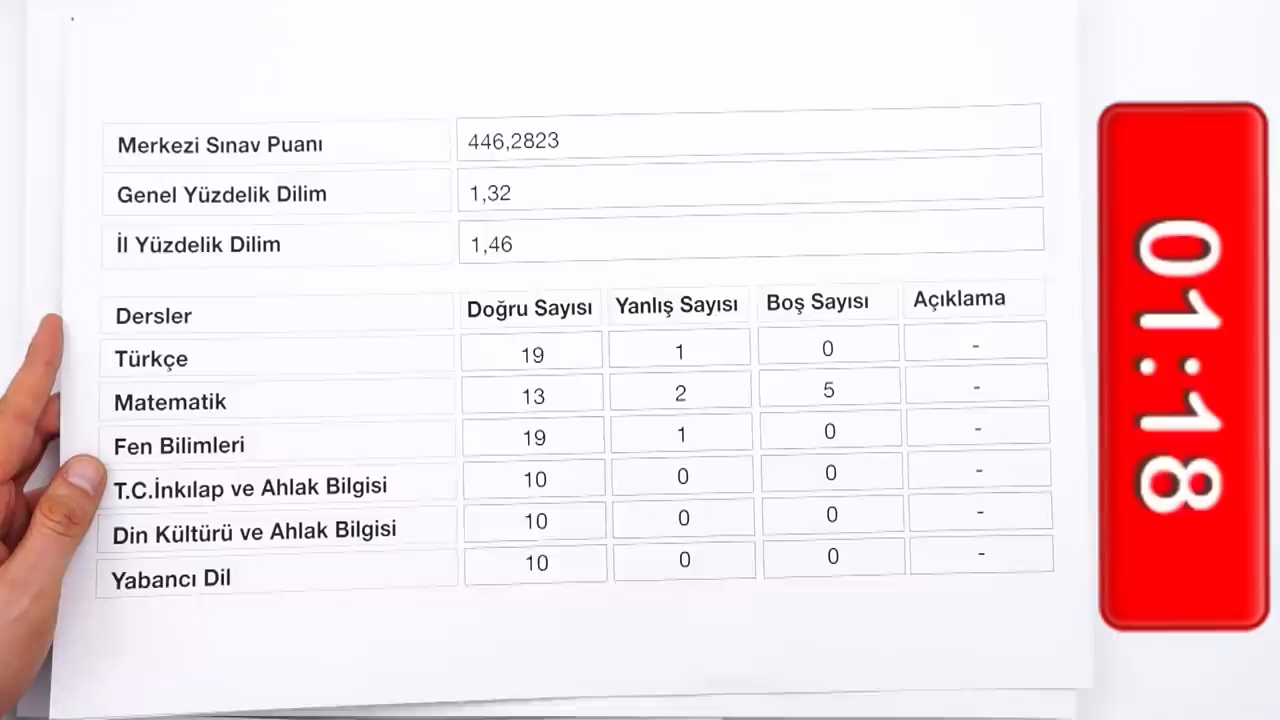 Merkezi Sınav Puanı 446,2823
Genel Yüzdelik Dilim 1,32
İl Yüzdelik Dilim 1,46
Dersler Doğru Sayısı Yanlış Sayısı Boş Sayısı Açıklama
Türkçe 19 1 0 -
Matematik 13 2 5 -
Fen Bilimleri 19 1 0 -
T.C.İnkılap ve Ahlak Bilgisi 10 0 0 -
Din Kültürü ve Ahlak Bilgisi 10 0 0 -
Yabancı Dil 10 0 0 -
01:18